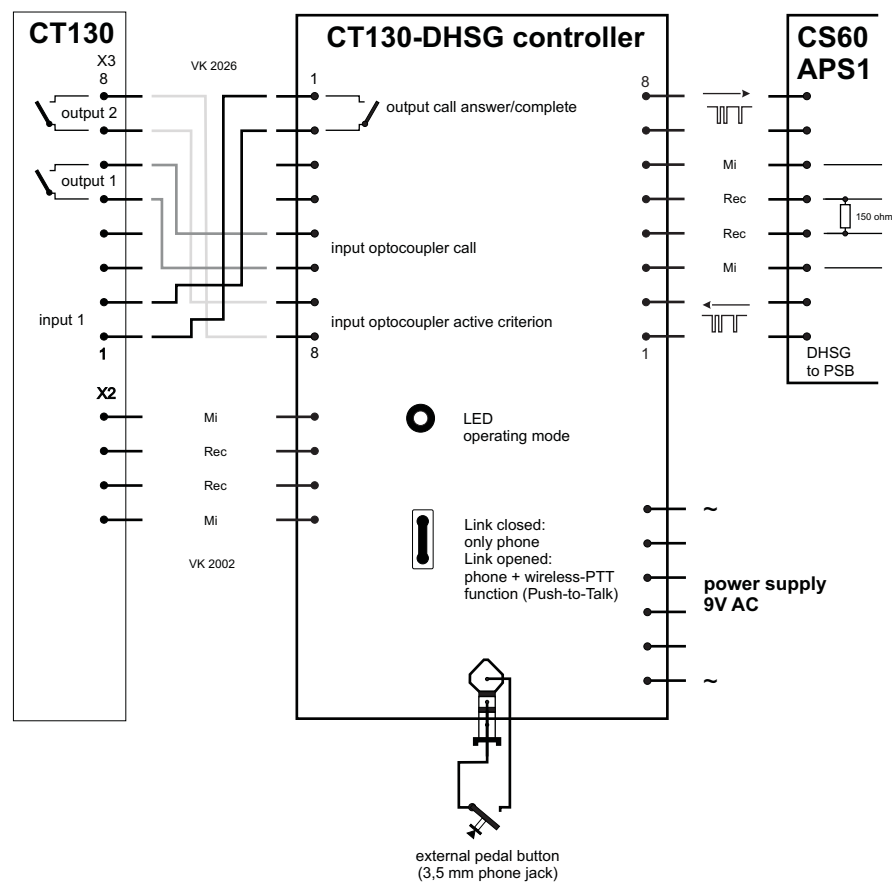 CT130
CT130-DHSG controller
CS60
APS1
X3
8
VK 2026
1
8
output 2
output call answer/complete
output 1
Mi
Rec
150 ohm
Rec
input optocoupler call
Mi
input 1
input optocoupler active criterion
1
8
1
DHSG
to PSB
X2
Mi
Rec
Rec
Mi
VK 2002
LED
operating mode
Link closed:
only phone
Link opened:
phone + wireless-PTT
function (Push-to-Talk)
~
power supply
9V AC
~
external pedal button
(3,5 mm phone jack)